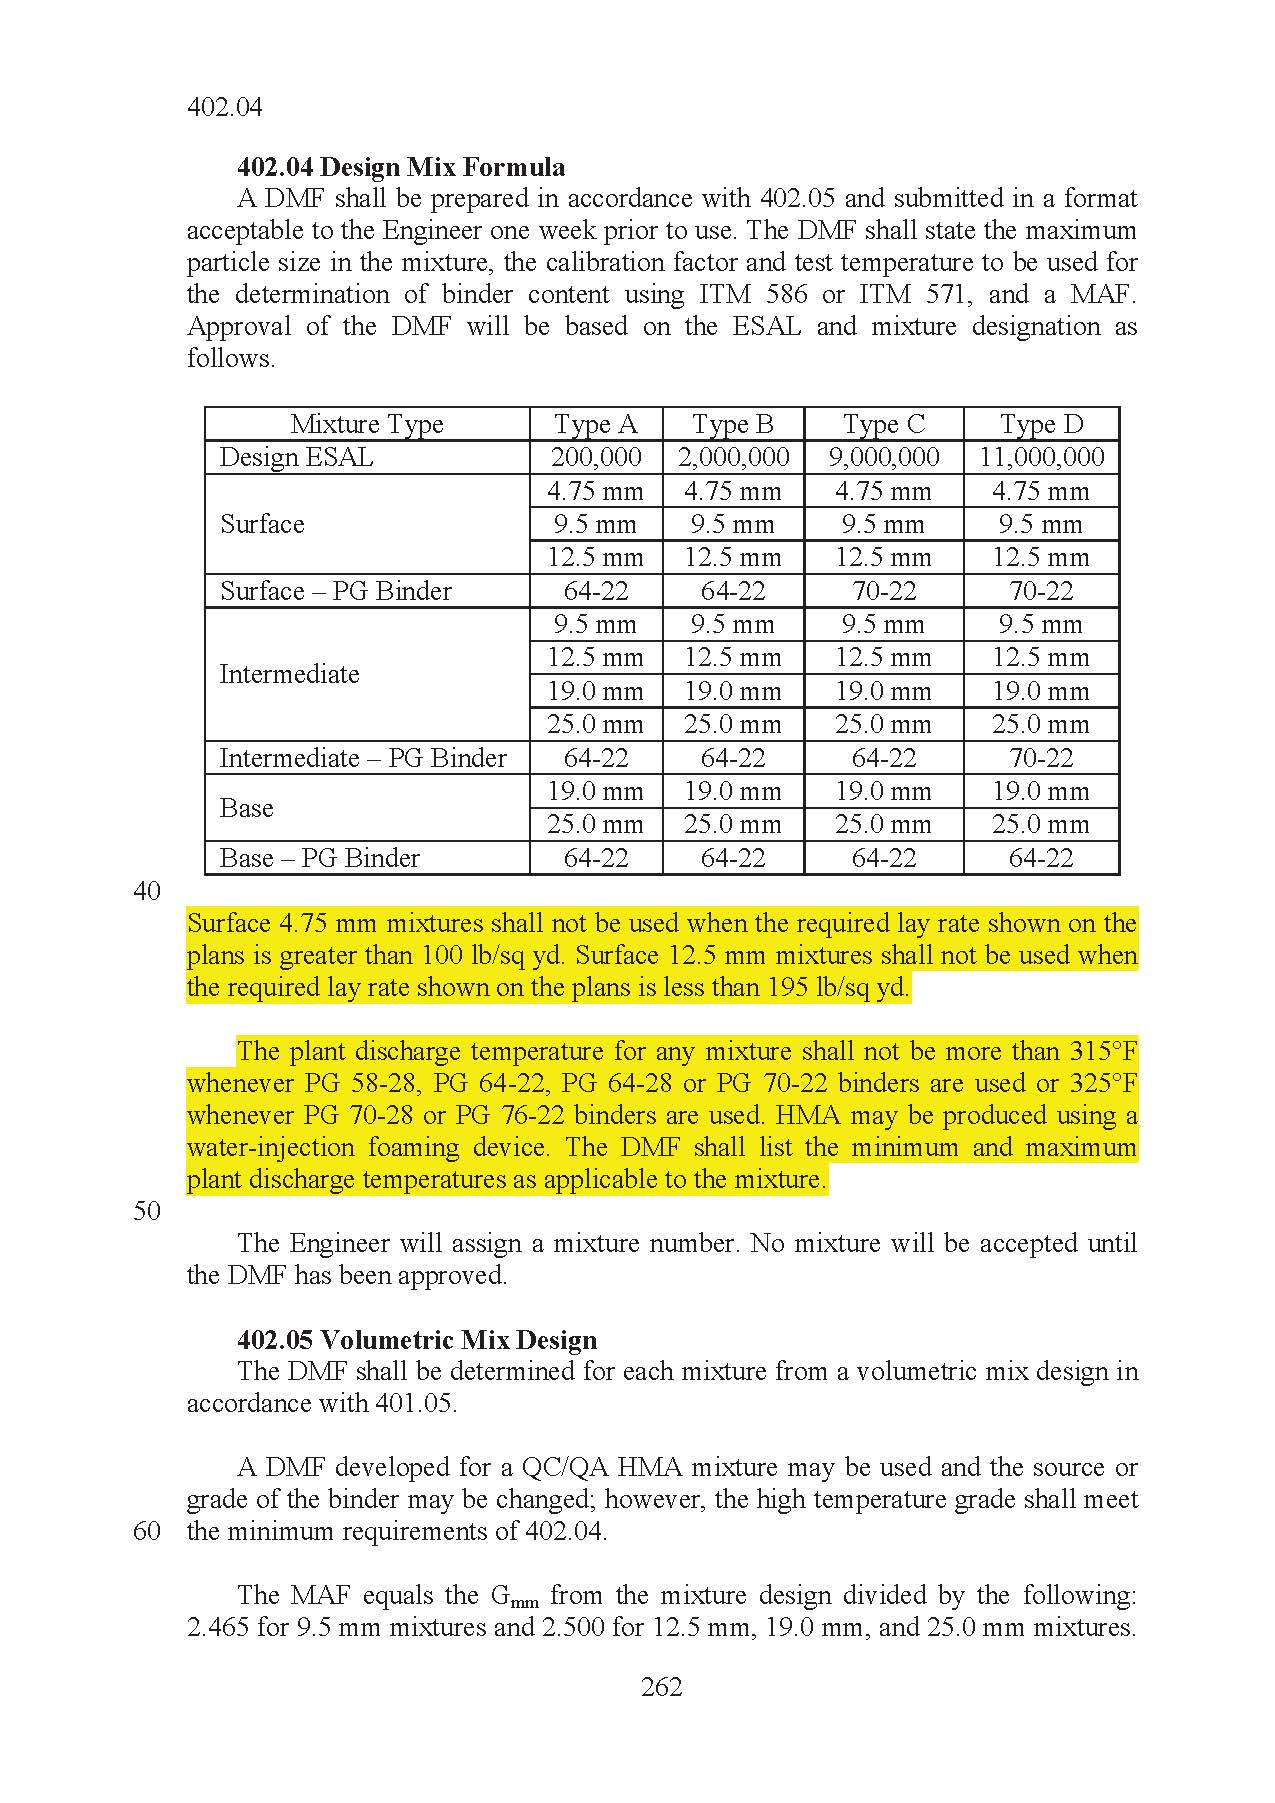 402.04
402.04 Design Mix Formula
A DMF shall be prepared in accordance with 402.05 and submitted in a format
acceptable to the Engineer one week prior to use. The DMF shall state the maximum
particle size in the mixture, the calibration factor and test temperature to be used for
the determination of binder content using ITM 586 or ITM 571, and a MAF.
Approval of the DMF will be based on the ESAL and mixture designation as
follows.
Mixture Type Type A Type B Type C Type D
Design ESAL 200,000 2,000,000 9,000,000 11,000,000
4.75 mm 4.75 mm 4.75 mm 4.75 mm
Surface 9.5 mm 9.5 mm 9.5 mm 9.5 mm
12.5 mm 12.5 mm 12.5 mm 12.5 mm
Surface – PG Binder 64-22 64-22 70-22 70-22
9.5 mm 9.5 mm 9.5 mm 9.5 mm
12.5 mm 12.5 mm 12.5 mm 12.5 mm
Intermediate
19.0 mm 19.0 mm 19.0 mm 19.0 mm
25.0 mm 25.0 mm 25.0 mm 25.0 mm
Intermediate – PG Binder 64-22 64-22 64-22 70-22
19.0 mm 19.0 mm 19.0 mm 19.0 mm
Base
25.0 mm 25.0 mm 25.0 mm 25.0 mm
Base – PG Binder 64-22 64-22 64-22 64-22
40
Surface 4.75 mm mixtures shall not be used when the required lay rate shown on the
plans is greater than 100 lb/sq yd. Surface 12.5 mm mixtures shall not be used when
the required lay rate shown on the plans is less than 195 lb/sq yd.
The plant discharge temperature for any mixture shall not be more than 315°F
whenever PG 58-28, PG 64-22, PG 64-28 or PG 70-22 binders are used or 325°F
whenever PG 70-28 or PG 76-22 binders are used. HMA may be produced using a
water-injection foaming device. The DMF shall list the minimum and maximum
plant discharge temperatures as applicable to the mixture.
50
The Engineer will assign a mixture number. No mixture will be accepted until
the DMF has been approved.
402.05 Volumetric Mix Design
The DMF shall be determined for each mixture from a volumetric mix design in
accordance with 401.05.
A DMF developed for a QC/QA HMA mixture may be used and the source or
grade of the binder may be changed; however, the high temperature grade shall meet
60 the minimum requirements of 402.04.
The MAF equals the Gmm from the mixture design divided by the following:
2.465 for 9.5 mm mixtures and 2.500 for 12.5 mm, 19.0 mm, and 25.0 mm mixtures.
262